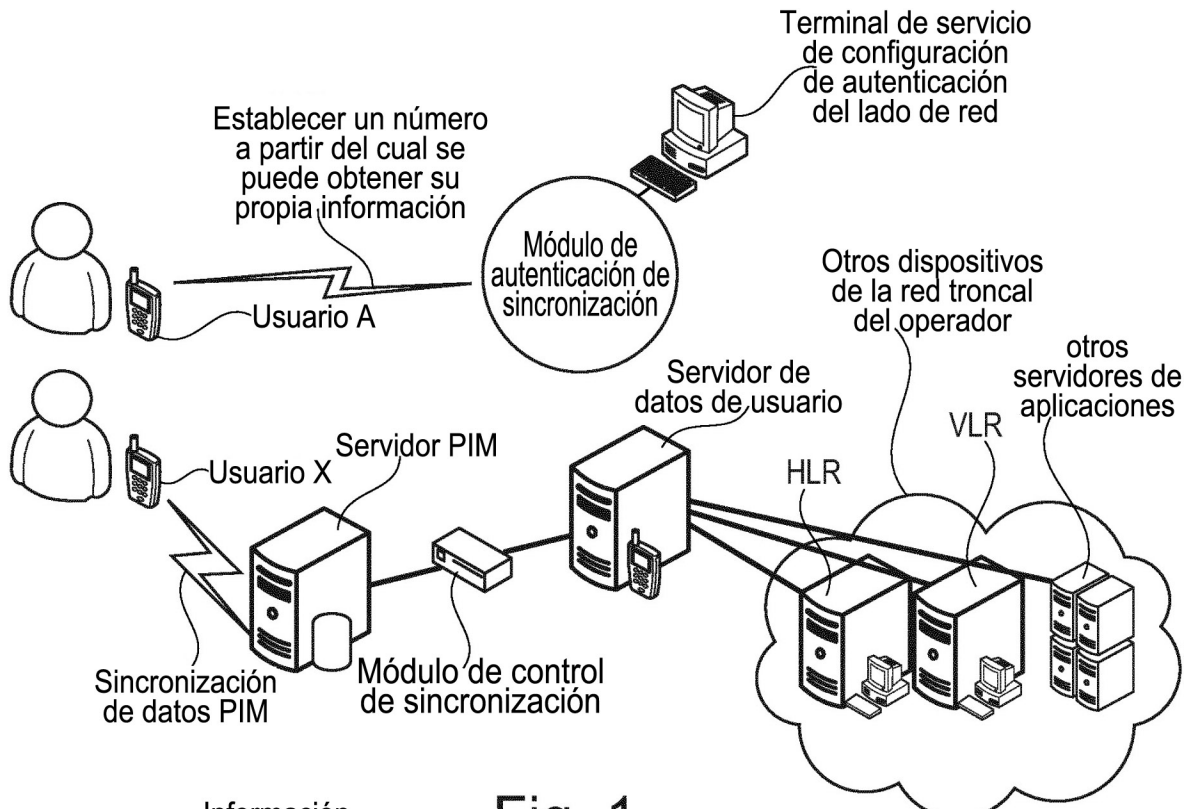 Terminal de servicio
de configuración
de autenticación
del lado de red
Establecer un número
a partir del cual se
puede obtener su
propia información
Módulo de
autenticación de
sincronización
Usuario A
Otros dispositivos
de la red troncal
del operador
otros
servidores de
aplicaciones
Servidor de
datos de usuario
VLR
HLR
Servidor PIM
Usuario X
Módulo de control
de sincronización
Sincronización
de datos PIM
Información
Fig. 1